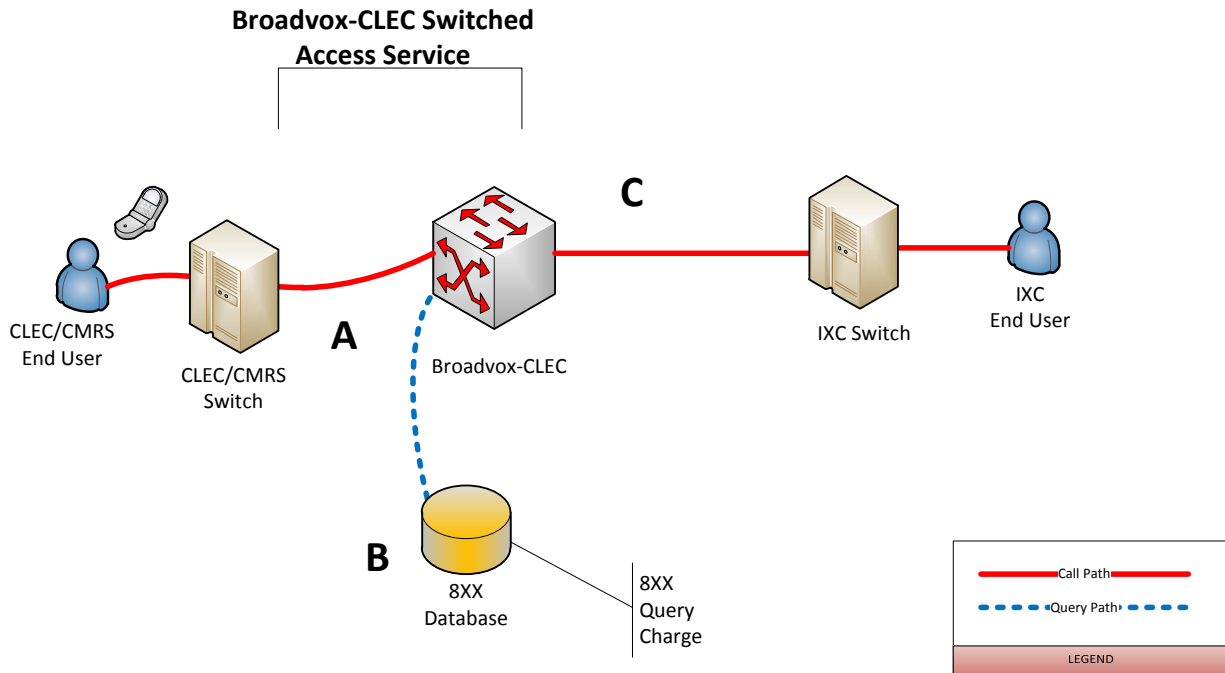 Broadvox-CLEC Switched
Access Service
C
CLEC/CMRS
End User
CLEC/CMRS
Switch
A
Broadvox-CLEC
IXC Switch
IXC
End User
B
8XX
Database
8XX
Query
Charge
Call Path
Query Path
LEGEND